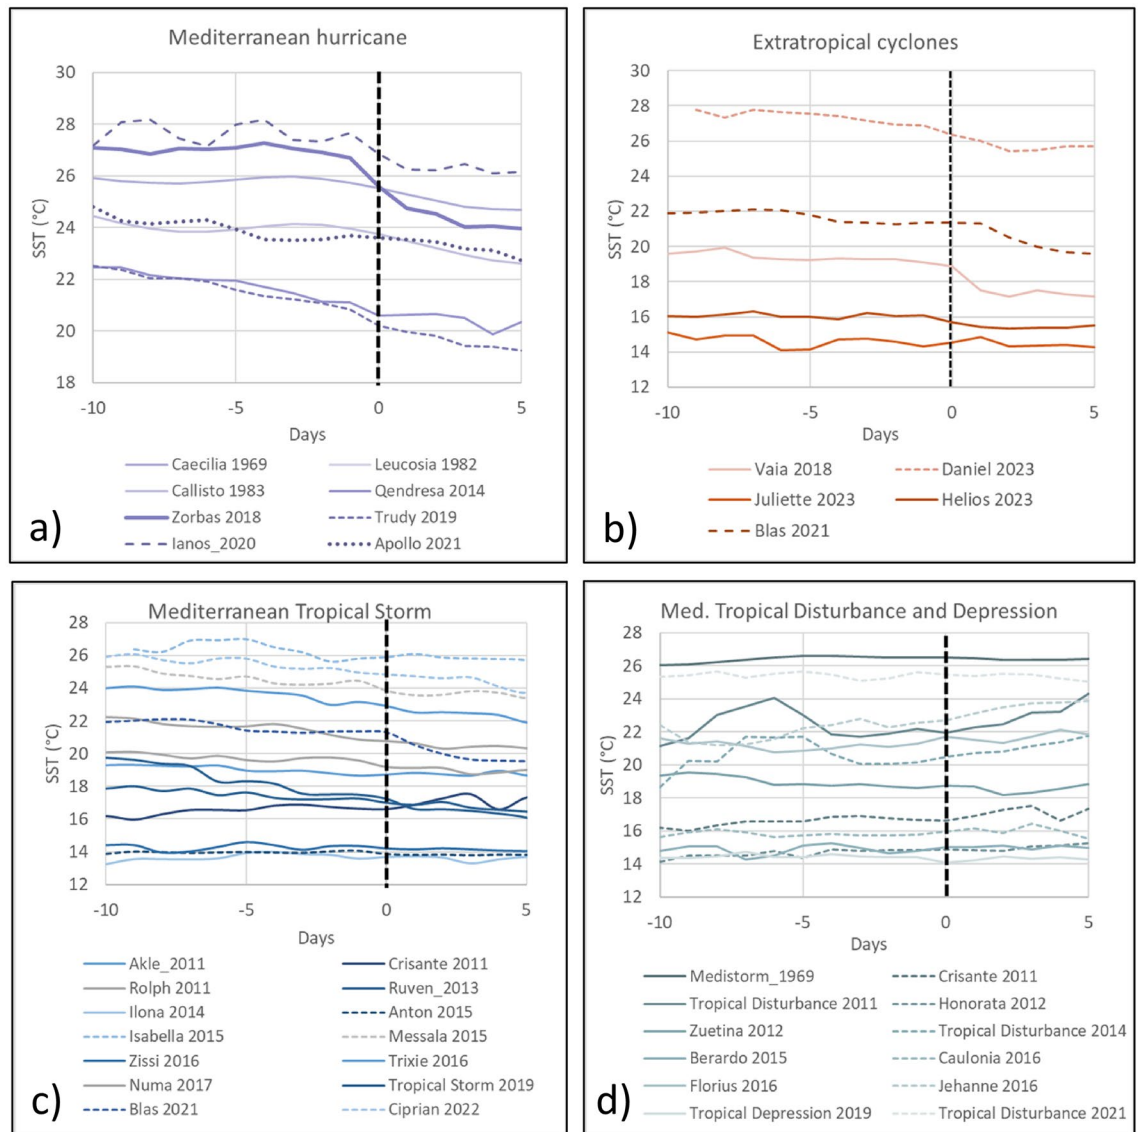 Mediterranean hurricane
30
28
26
24
22
20
18
SST (°C)
-10 -5 0 5
Days
Caecilia 1969 Leucosia 1982
Callisto 1983 Qendresa 2014
Zorbas 2018 Trudy 2019
Ianos_2020 Apollo 2021
a)
Extratropical cyclones
30
28
26
24
22
20
18
16
14
12
SST (°C)
-10 -5 0 5
Days
Vaia 2018 Daniel 2023
Juliette 2023 Helios 2023
Blas 2021
b)
Mediterranean Tropical Storm
28
26
24
22
20
18
16
14
12
SST (°C)
-10 -5 0 5
Days
Akle_2011 Crisante 2011
Rolph 2011 Ruven_2013
Ilona 2014 Anton 2015
Isabella 2015 Messala 2015
Zissi 2016 Trixie 2016
Numa 2017 Tropical Storm 2019
Blas 2021 Ciprian 2022
c)
Med. Tropical Disturbance and Depression
28
26
24
22
20
18
16
14
12
SST (°C)
-10 -5 0 5
Days
Medistorm_1969 Crisante 2011
Tropical Disturbance 2011 Honorata 2012
Zuetina 2012 Tropical Disturbance 2014
Berardo 2015 Caulonia 2016
Florius 2016 Jehanne 2016
Tropical Depression 2019 Tropical Disturbance 2021
d)